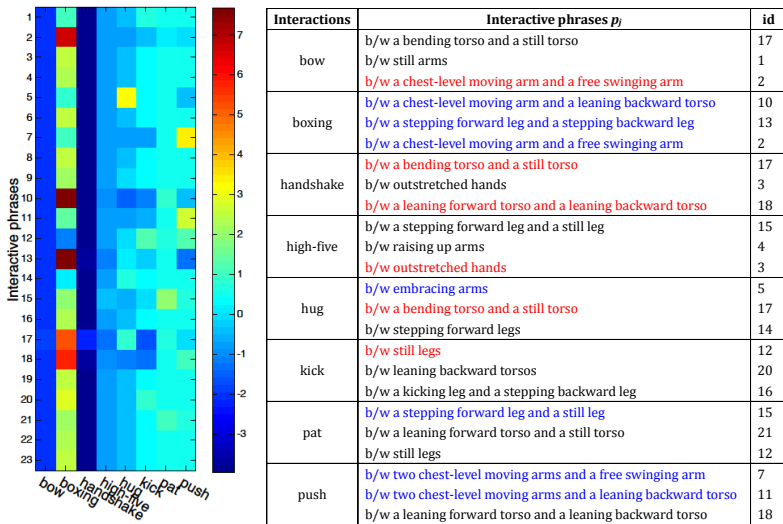 Interactive phrases
1
2
3
4
5
6
7
8
9
10
11
12
13
14
15
16
17
18
19
20
21
22
23
bow
boxing
handshake
high-five
hug
kick
pat
push
7
6
5
4
3
2
1
0
-1
-2
-3
Interactions Interactive phrases pj id
bow
b/w a bending torso and a still torso 17
b/w still arms 1
b/w a chest-level moving arm and a free swinging arm 2
boxing
b/w a chest-level moving arm and a leaning backward torso 10
b/w a stepping forward leg and a stepping backward leg 13
b/w a chest-level moving arm and a free swinging arm 2
handshake
b/w a bending torso and a still torso 17
b/w outstretched hands 3
b/w a leaning forward torso and a leaning backward torso 18
high-five
b/w a stepping forward leg and a still leg 15
b/w raising up arms 4
b/w outstretched hands 3
hug
b/w embracing arms 5
b/w a bending torso and a still torso 17
b/w stepping forward legs 14
kick
b/w still legs 12
b/w leaning backward torsos 20
b/w a kicking leg and a stepping backward leg 16
pat
b/w a stepping forward leg and a still leg 15
b/w a leaning forward torso and a still torso 21
b/w still legs 12
push
b/w two chest-level moving arms and a free swinging arm 7
b/w two chest-level moving arms and a leaning backward torso 11
b/w a leaning forward torso and a leaning backward torso 18